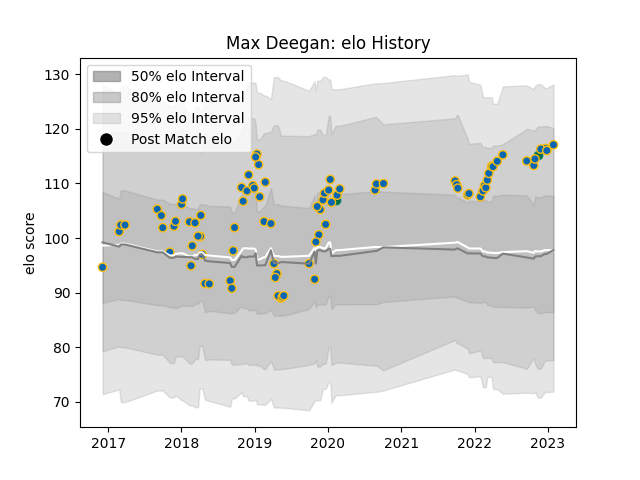 Max Deegan: elo History
50% elo Interval
80% elo Interval
95% elo Interval
Post Match elo
elo score
130
120
110
100
90
80
70
2017 2018 2019 2020 2021 2022 2023